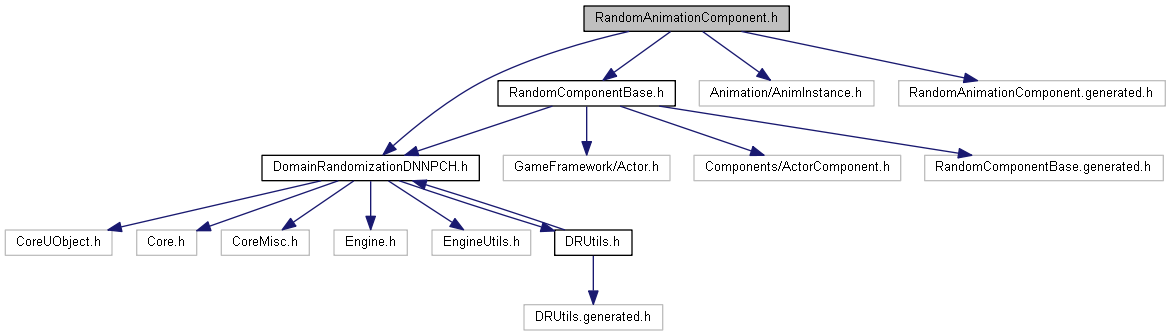 RandomAnimationComponent.h
RandomComponentBase.h
Animation/AnimInstance.h
RandomAnimationComponent.generated.h
DomainRandomizationDNNPCH.h
GameFramework/Actor.h
Components/ActorComponent.h
RandomComponentBase.generated.h
CoreUObject.h
Core.h
CoreMisc.h
Engine.h
EngineUtils.h
DRUtils.h
DRUtils.generated.h